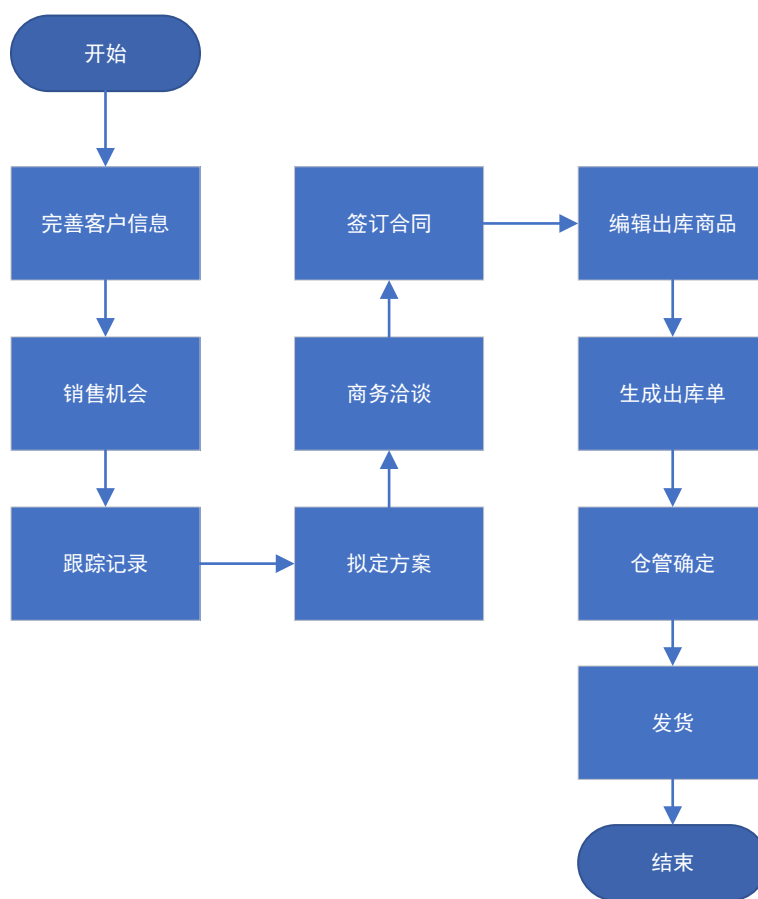 开始
完善客户信息
销售机会
跟踪记录
拟定方案
商务洽谈
签订合同
编辑出库商品
生成出库单
仓管确定
发货
结束